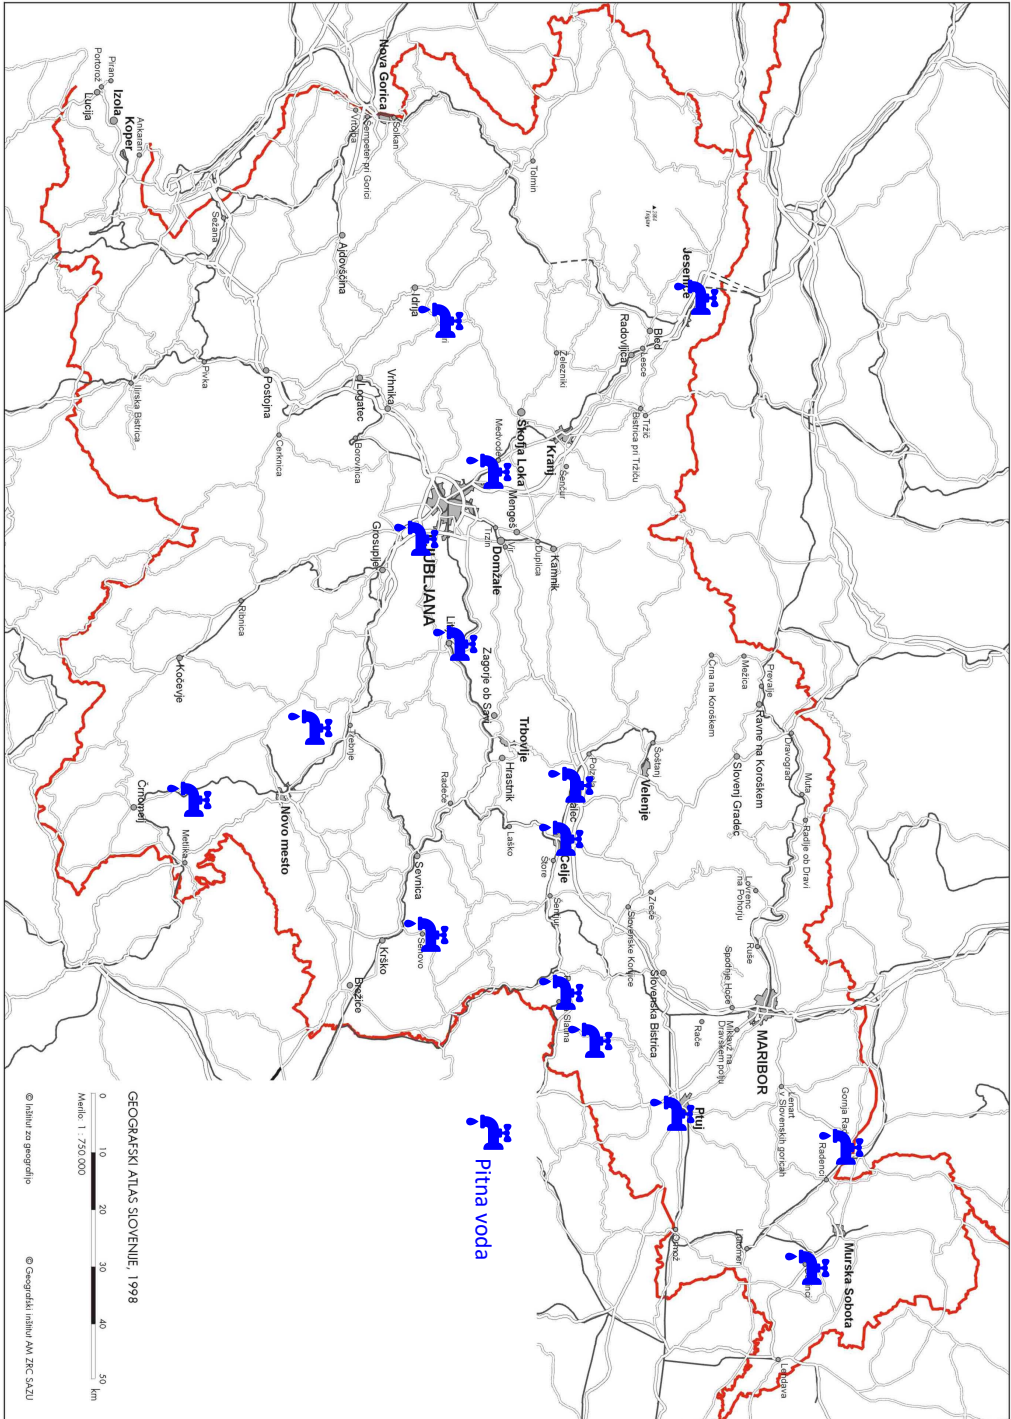 Nova Gorica
Solkan
Šempeter pri Gorici
Vrtojba
Piran
Portorož
Lucija
Izola
Koper
Ankaran
Sežana
Tolmin
2864
Triglav
Ajdovščina
Idrija
Jesenice
Bled
Lesce
Radovljica
Železniki
Tržič
Bistrica pri Tržiču
Pivka
Postojna
Ilirska Bistrica
Cerknica
Logatec
Vrhnika
Borovnica
Škofja Loka
Medvode
Kranj
Šenčur
Mengeš
Trzin
Vir
Domžale
Duplica
Kamnik
LJUBLJANA
Grosuplje
Ribnica
Kočevje
Zagorje ob Savi
Trbovlje
Hrastnik
Radeče
Trebnje
Črna na Koroškem
Mežica
Prevalje
Ravne na Koroškem
Dravograd
Slovenj Gradec
Muta
Radlje ob Dravi
Šoštanj
Velenje
Polzela
Celje
Štore
Laško
Šentjur
Novo mesto
Črnomelj
Metlika
Sevnica
Senovo
Krško
Brežice
Zreče
Slovenske Konjice
Slovenska Bistrica
Lovrenc
na Pohorju
Ruše
Spodnje Hoče
MARIBOR
Miklavž na
Dravskem polju
Rače
Slatina
Ptuj
Lenart
v Slovenskih goricah
Radenci
Murska Sobota
Ljutomer
Ormož
Lendava
Pitna voda
GEOGRAFSKI ATLAS SLOVENIJE, 1998
0 10 20 30 40 50 km
Merilo 1 : 750.000
© Inštitut za geografijo
© Geografski inštitut AM ZRC SAZU